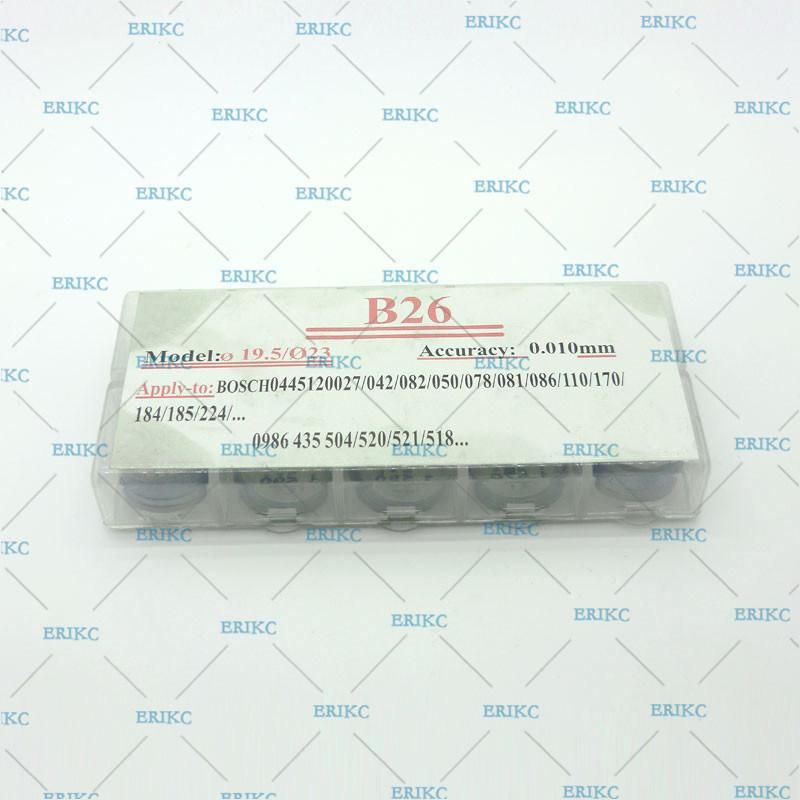 B26
Model:ø 19.5/Ø23 Accuracy: 0.010mm
Apply-to: BOSCH0445120027/042/082/050/078/081/086/110/170/
184/185/224/...
0986 435 504/520/521/518...
ERIKC